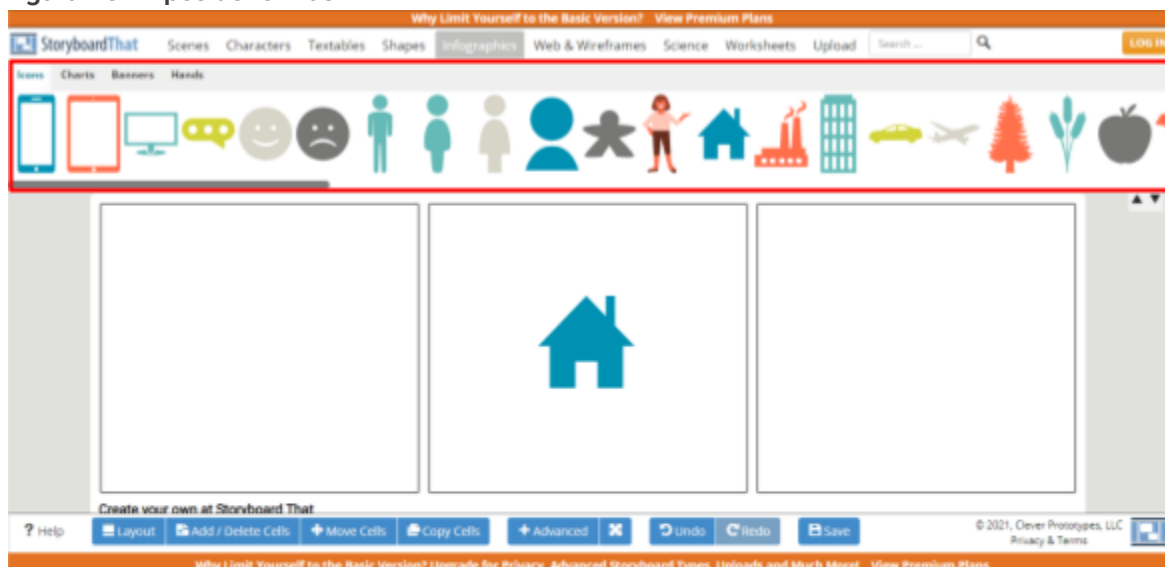 Why Limit Yourself to the Basic Version? View Premium Plans
StoryboardThat Scenes Characters Textables Shapes Infographics Web & Wireframes Science Worksheets Upload Search ... LOG IN
Icons Charts Banners Hands
Create your own at Storyboard That
? Help Layout Add / Delete Cells Move Cells Copy Cells Advanced Undo Redo Save
© 2021, Clever Prototypes, LLC
Privacy & Terms
Why Limit Yourself to the Basic Version? Upgrade for Privacy, Advanced Storyboard Types, Uploads and Much More! View Premium Plans